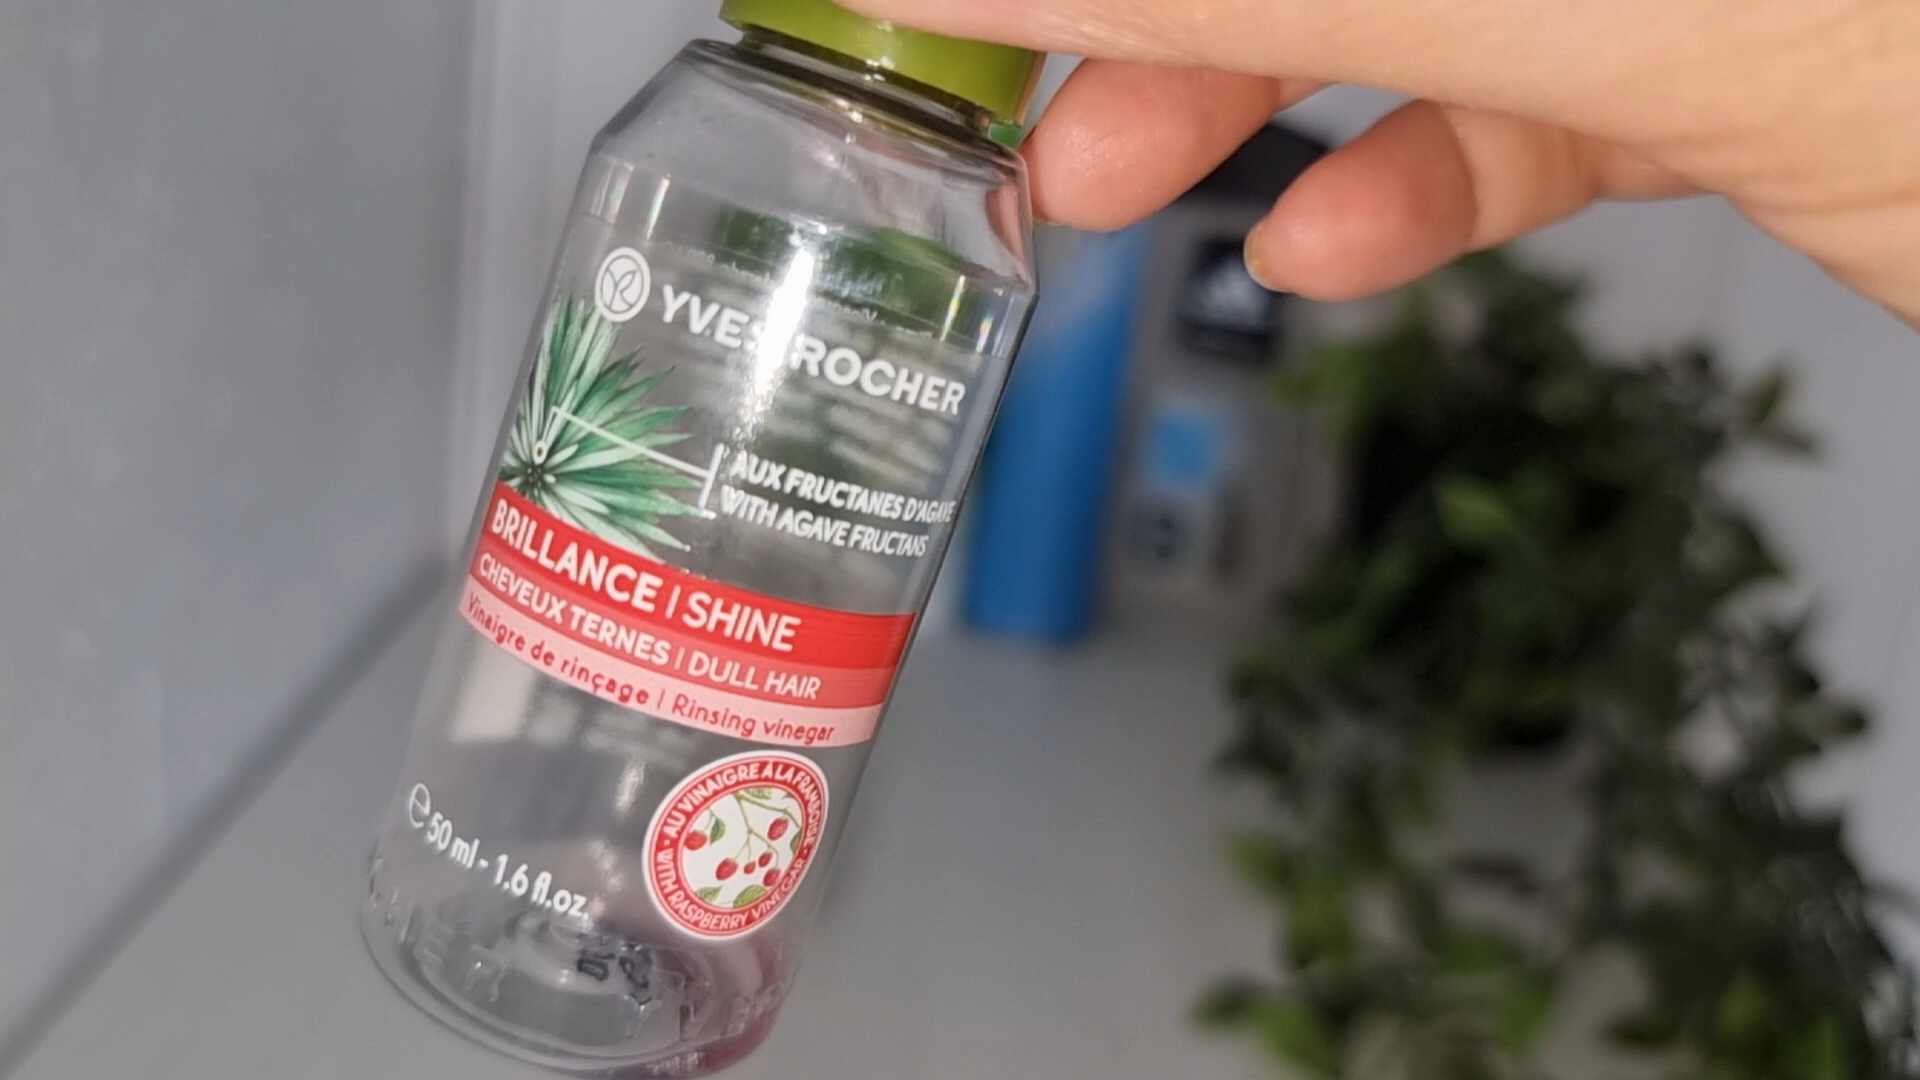 YVES ROCHER
AUX FRUCTANES D'AGAVE
WITH AGAVE FRUCTANS
BRILLANCE | SHINE
CHEVEUX TERNES | DULL HAIR
Vinaigre de rinçage | Rinsing vinegar
• AU VINAIGRE À LA FRAMBOISE •
WITH RASPBERRY VINEGAR
℮ 50 ml - 1.6 fl.oz.